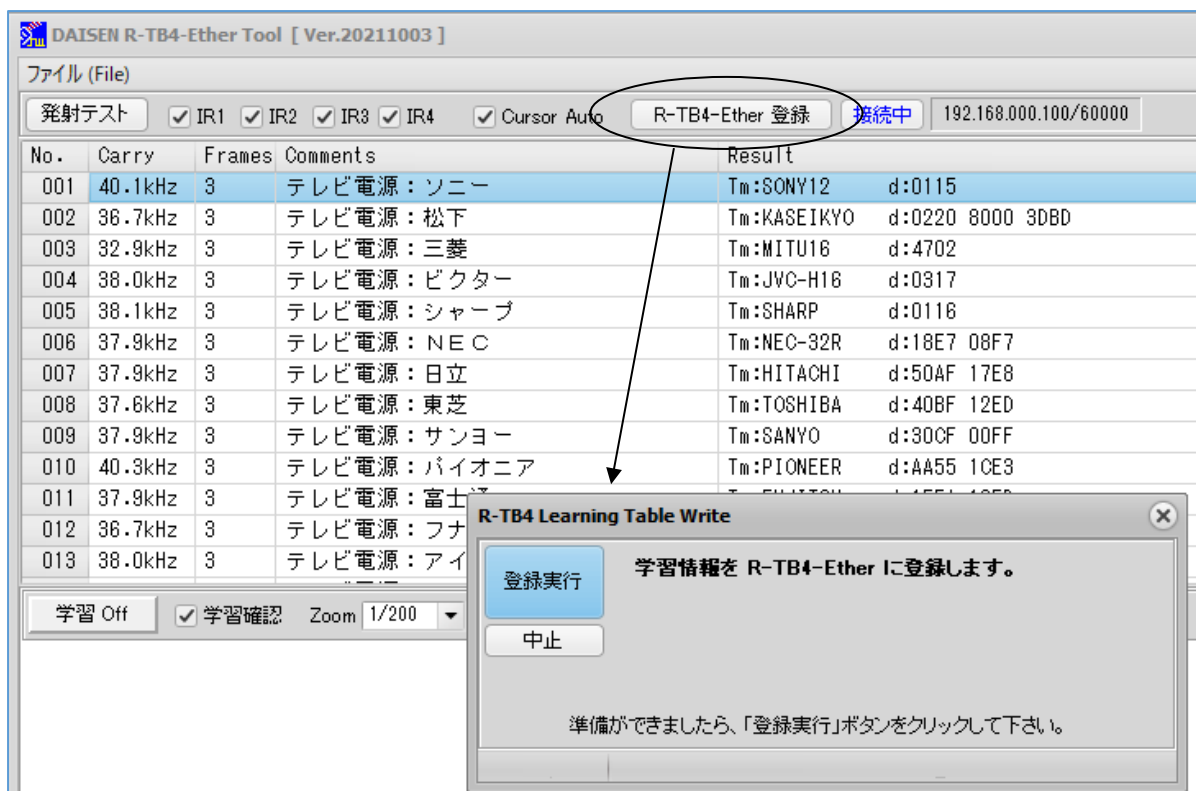 DAISEN R-TB4-Ether Tool [ Ver.20211003 ]
ファイル (File)
発射テスト IR1 IR2 IR3 IR4 Cursor Auto R-TB4-Ether 登録 接続中 192.168.000.100/60000
No. Carry Frames Comments Result
001 40.1kHz 3 テレビ電源：ソニー Tm:SONY12 d:0115
002 36.7kHz 3 テレビ電源：松下 Tm:KASEIKYO d:0220 8000 3DBD
003 32.9kHz 3 テレビ電源：三菱 Tm:MITU16 d:4702
004 38.0kHz 3 テレビ電源：ビクター Tm:JVC-H16 d:0317
005 38.1kHz 3 テレビ電源：シャープ Tm:SHARP d:0116
006 37.9kHz 3 テレビ電源：ＮＥＣ Tm:NEC-32R d:18E7 08F7
007 37.9kHz 3 テレビ電源：日立 Tm:HITACHI d:50AF 17E8
008 37.6kHz 3 テレビ電源：東芝 Tm:TOSHIBA d:40BF 12ED
009 37.9kHz 3 テレビ電源：サンヨー Tm:SANYO d:30CF 00FF
010 40.3kHz 3 テレビ電源：パイオニア Tm:PIONEER d:AA55 1CE3
011 37.9kHz 3 テレビ電源：富士
012 36.7kHz 3 テレビ電源：フナ
013 38.0kHz 3 テレビ電源：アイ
学習 Off 学習確認 Zoom 1/200
R-TB4 Learning Table Write
登録実行 学習情報を R-TB4-Ether に登録します。
中止
準備ができましたら、「登録実行」ボタンをクリックして下さい。